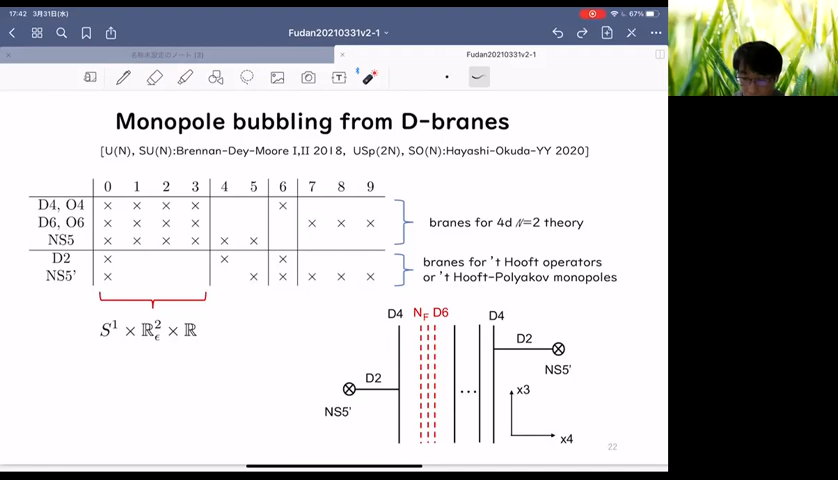 17:42 3月31日(水)
67%
Fudan20210331v2-1
名称未設定のノート (3)
Fudan20210331v2-1
Monopole bubbling from D-branes
[U(N), SU(N):Brennan-Dey-Moore I,II 2018, USp(2N), SO(N):Hayashi-Okuda-YY 2020]
0 1 2 3 4 5 6 7 8 9
D4, O4 × × × × ×
D6, O6 × × × × × × ×
NS5 × × × × × ×
D2 × × ×
NS5' × × × × × ×
branes for 4d 𝒩=2 theory
branes for 't Hooft operators
or 't Hooft-Polyakov monopoles
S¹ × ℝ²_ϵ × ℝ
D4 N_F D6 D4
D2
NS5'
D2
NS5'
...
x3
x4
22